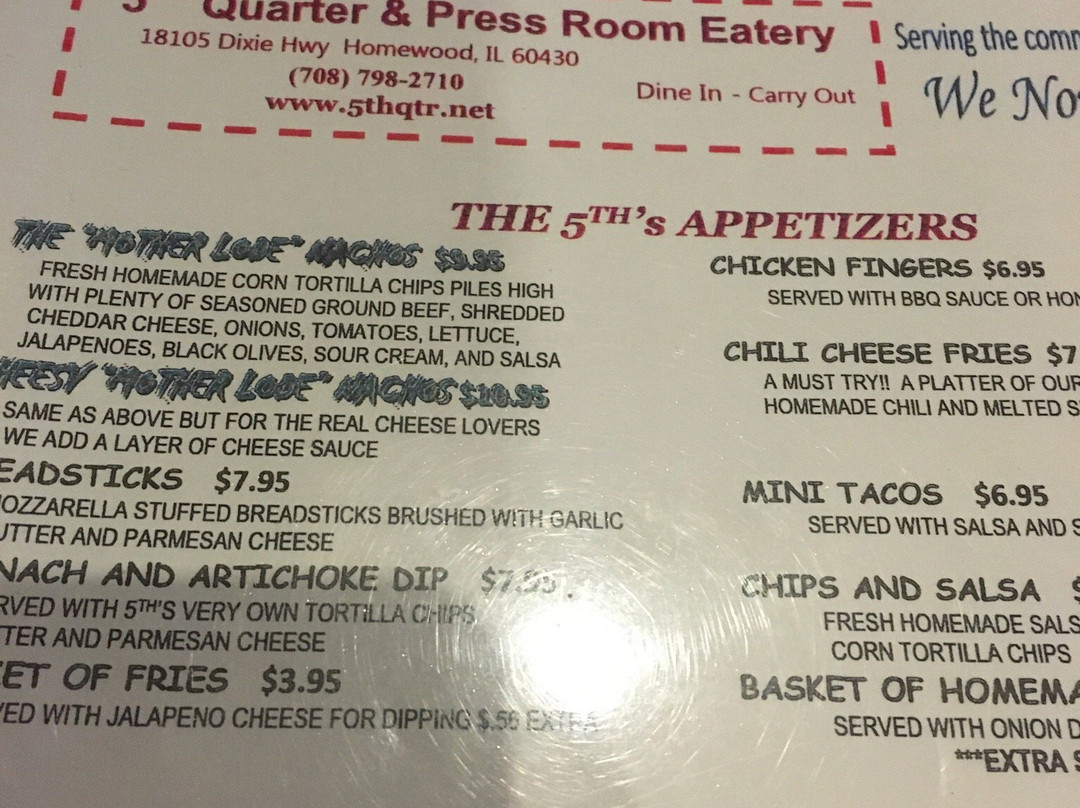 Quarter & Press Room Eatery
18105 Dixie Hwy Homewood, IL 60430
(708) 798-2710
www.5thqtr.net
Dine In - Carry Out
Serving the comm
We No
THE 5TH's APPETIZERS
THE "MOTHER LODE" NACHOS $9.95
FRESH HOMEMADE CORN TORTILLA CHIPS PILES HIGH
WITH PLENTY OF SEASONED GROUND BEEF, SHREDDED
CHEDDAR CHEESE, ONIONS, TOMATOES, LETTUCE,
JALAPENOES, BLACK OLIVES, SOUR CREAM, AND SALSA
HEESY "MOTHER LODE" NACHOS $10.95
SAME AS ABOVE BUT FOR THE REAL CHEESE LOVERS
WE ADD A LAYER OF CHEESE SAUCE
EADSTICKS $7.95
OZZARELLA STUFFED BREADSTICKS BRUSHED WITH GARLIC
UTTER AND PARMESAN CHEESE
NACH AND ARTICHOKE DIP $7.95
RVED WITH 5TH'S VERY OWN TORTILLA CHIPS
TER AND PARMESAN CHEESE
ET OF FRIES $3.95
VED WITH JALAPENO CHEESE FOR DIPPING EXTRA
CHICKEN FINGERS $6.95
SERVED WITH BBQ SAUCE OR HON
CHILI CHEESE FRIES $7
A MUST TRY!! A PLATTER OF OUR
HOMEMADE CHILI AND MELTED S
MINI TACOS $6.95
SERVED WITH SALSA AND S
CHIPS AND SALSA $
FRESH HOMEMADE SALS
CORN TORTILLA CHIPS
BASKET OF HOMEMA
SERVED WITH ONION D
***EXTRA S